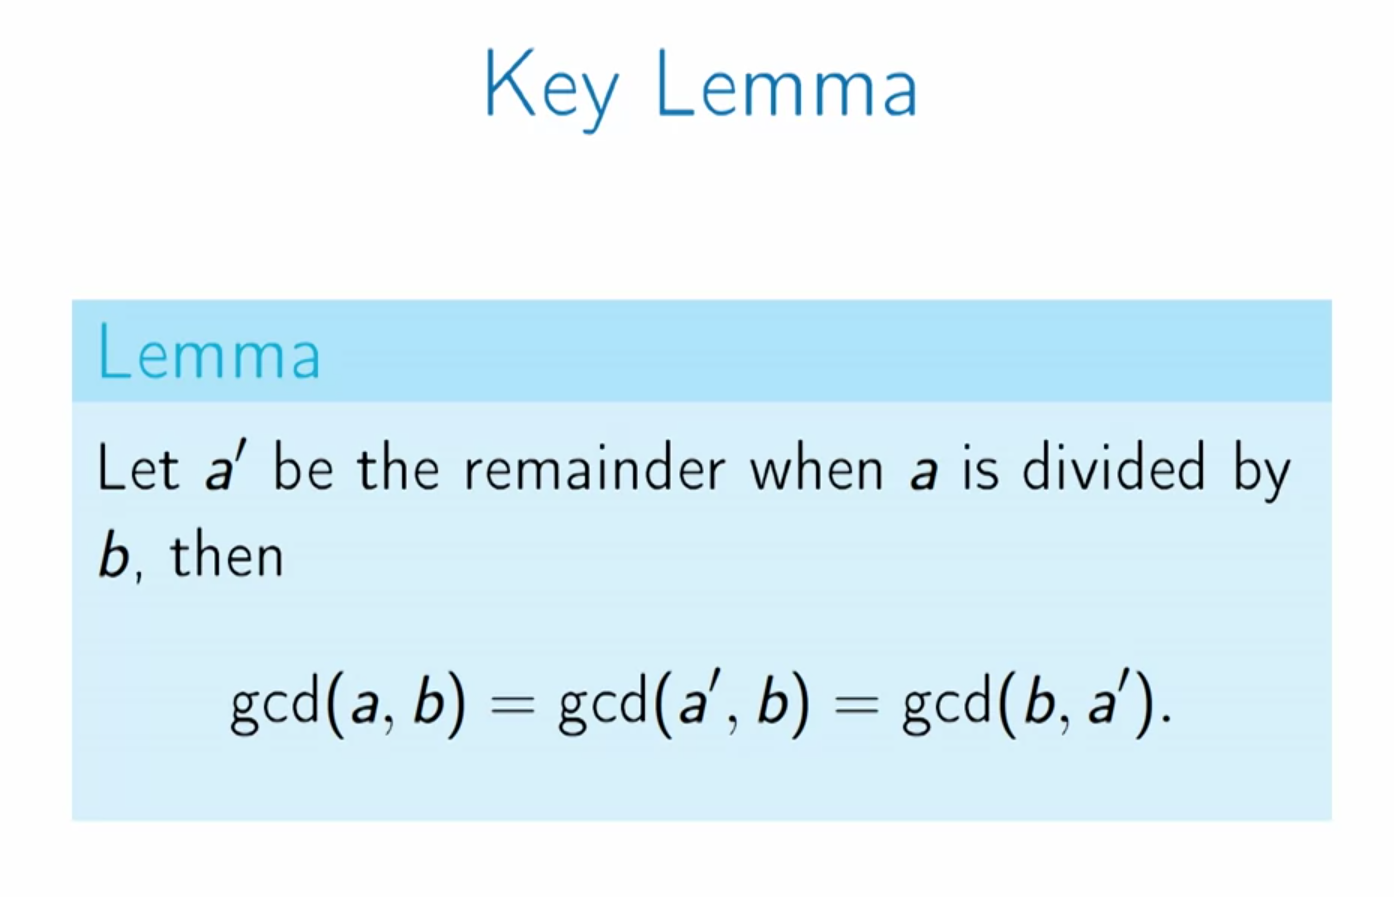 Key Lemma
Lemma
Let a′ be the remainder when a is divided by
b, then
gcd(a, b) = gcd(a′, b) = gcd(b, a′).